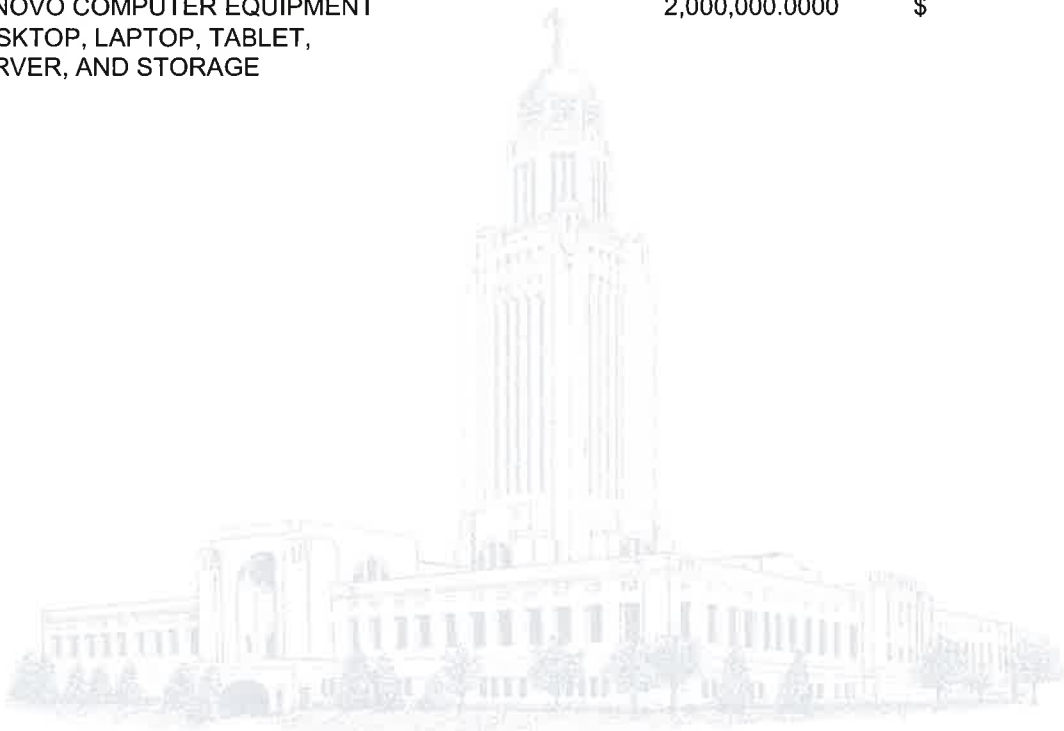 NOVO COMPUTER EQUIPMENT 2,000,000.0000 $
SKTOP, LAPTOP, TABLET,
RVER, AND STORAGE